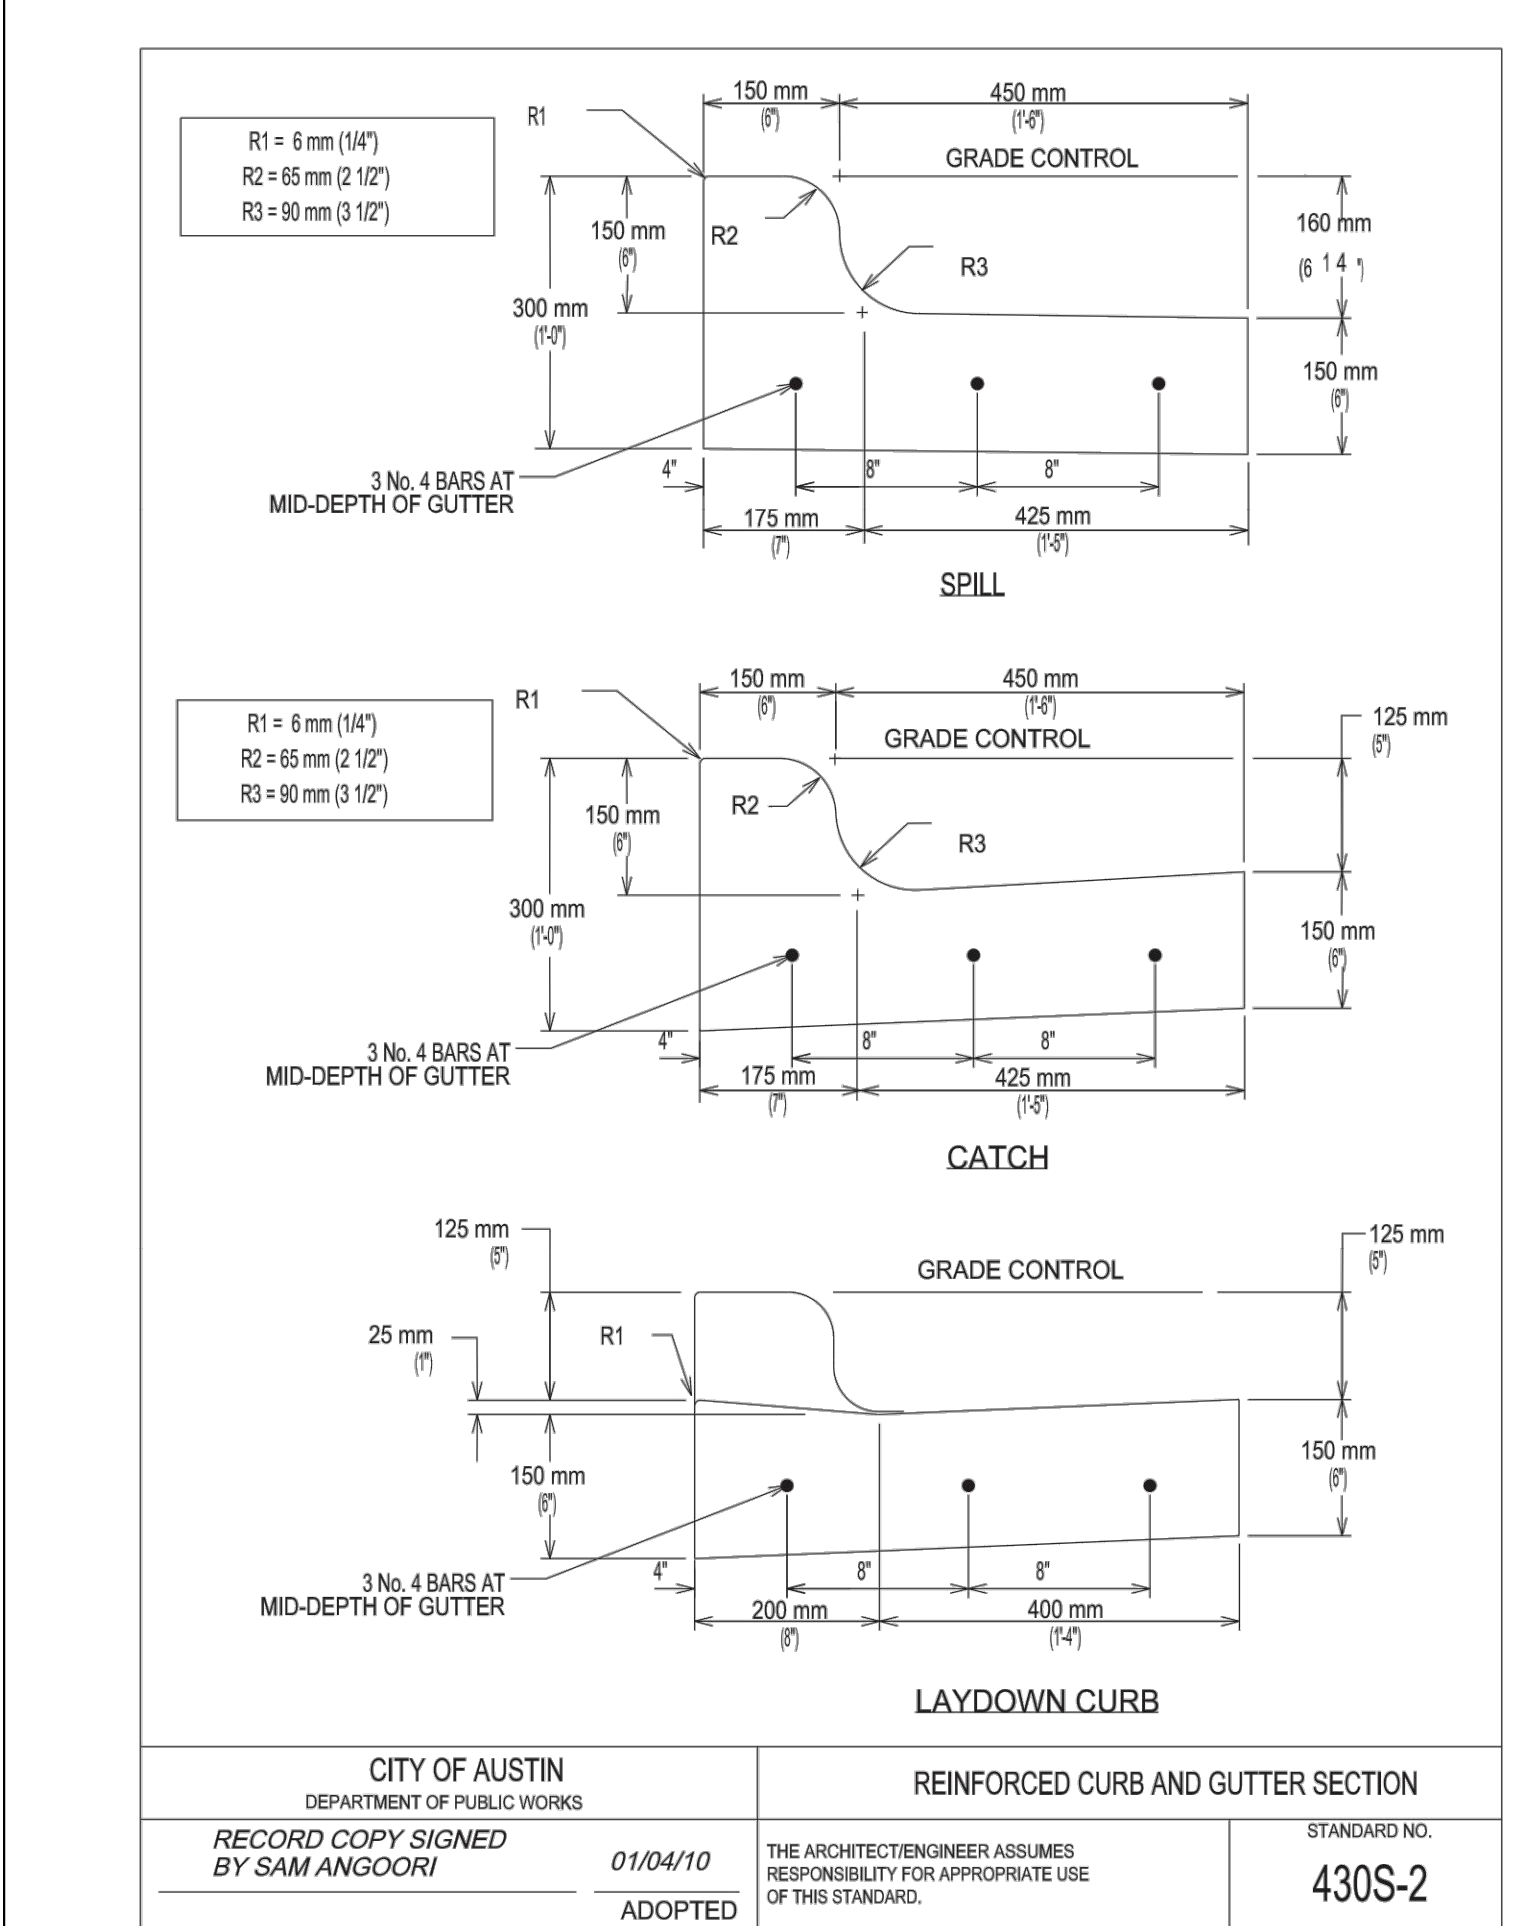 150 mm
(6")
450 mm
(1'-6")
R1
R1 = 6 mm (1/4")
R2 = 65 mm (2 1/2")
R3 = 90 mm (3 1/2")
GRADE CONTROL
150 mm
(6")
R2
R3
160 mm
(6 1 4 ")
300 mm
(1'-0")
150 mm
(6")
3 No. 4 BARS AT
MID-DEPTH OF GUTTER
4"
8"
8"
175 mm
(7")
425 mm
(1'-5")
SPILL
150 mm
(6")
450 mm
(1'-6")
R1
R1 = 6 mm (1/4")
R2 = 65 mm (2 1/2")
R3 = 90 mm (3 1/2")
GRADE CONTROL
125 mm
(5")
150 mm
(6")
R2
R3
300 mm
(1'-0")
150 mm
(6")
3 No. 4 BARS AT
MID-DEPTH OF GUTTER
4"
8"
8"
175 mm
(7")
425 mm
(1'-5")
CATCH
125 mm
(5")
GRADE CONTROL
125 mm
(5")
25 mm
(1")
R1
150 mm
(6")
150 mm
(6")
3 No. 4 BARS AT
MID-DEPTH OF GUTTER
4"
8"
8"
200 mm
(8")
400 mm
(1'-4")
LAYDOWN CURB
CITY OF AUSTIN
DEPARTMENT OF PUBLIC WORKS
REINFORCED CURB AND GUTTER SECTION
RECORD COPY SIGNED
BY SAM ANGOORI
01/04/10
ADOPTED
THE ARCHITECT/ENGINEER ASSUMES
RESPONSIBILITY FOR APPROPRIATE USE
OF THIS STANDARD.
STANDARD NO.
430S-2